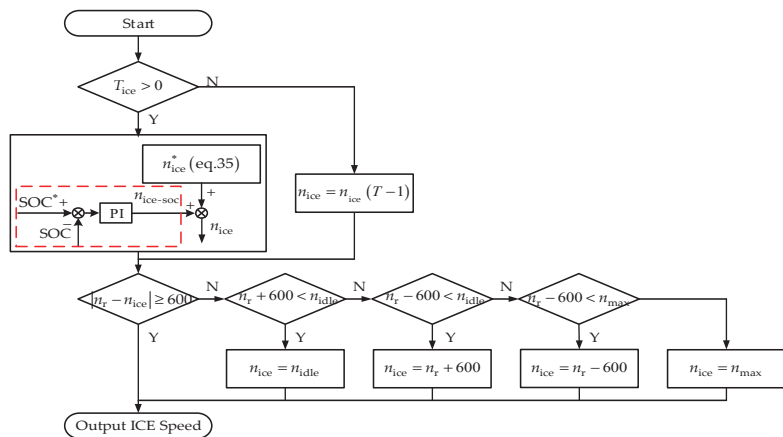 Start
T_ice > 0
N
Y
n*_ice (eq.35)
n_ice = n_ice (T − 1)
SOC* +
PI
n_ice-soc
+
+
SOC −
n_ice
|n_r − n_ice| ≥ 600
N
n_r + 600 < n_idle
N
n_r − 600 < n_idle
N
n_r − 600 < n_max
Y
Y
Y
Y
n_ice = n_idle
n_ice = n_r + 600
n_ice = n_r − 600
n_ice = n_max
Output ICE Speed